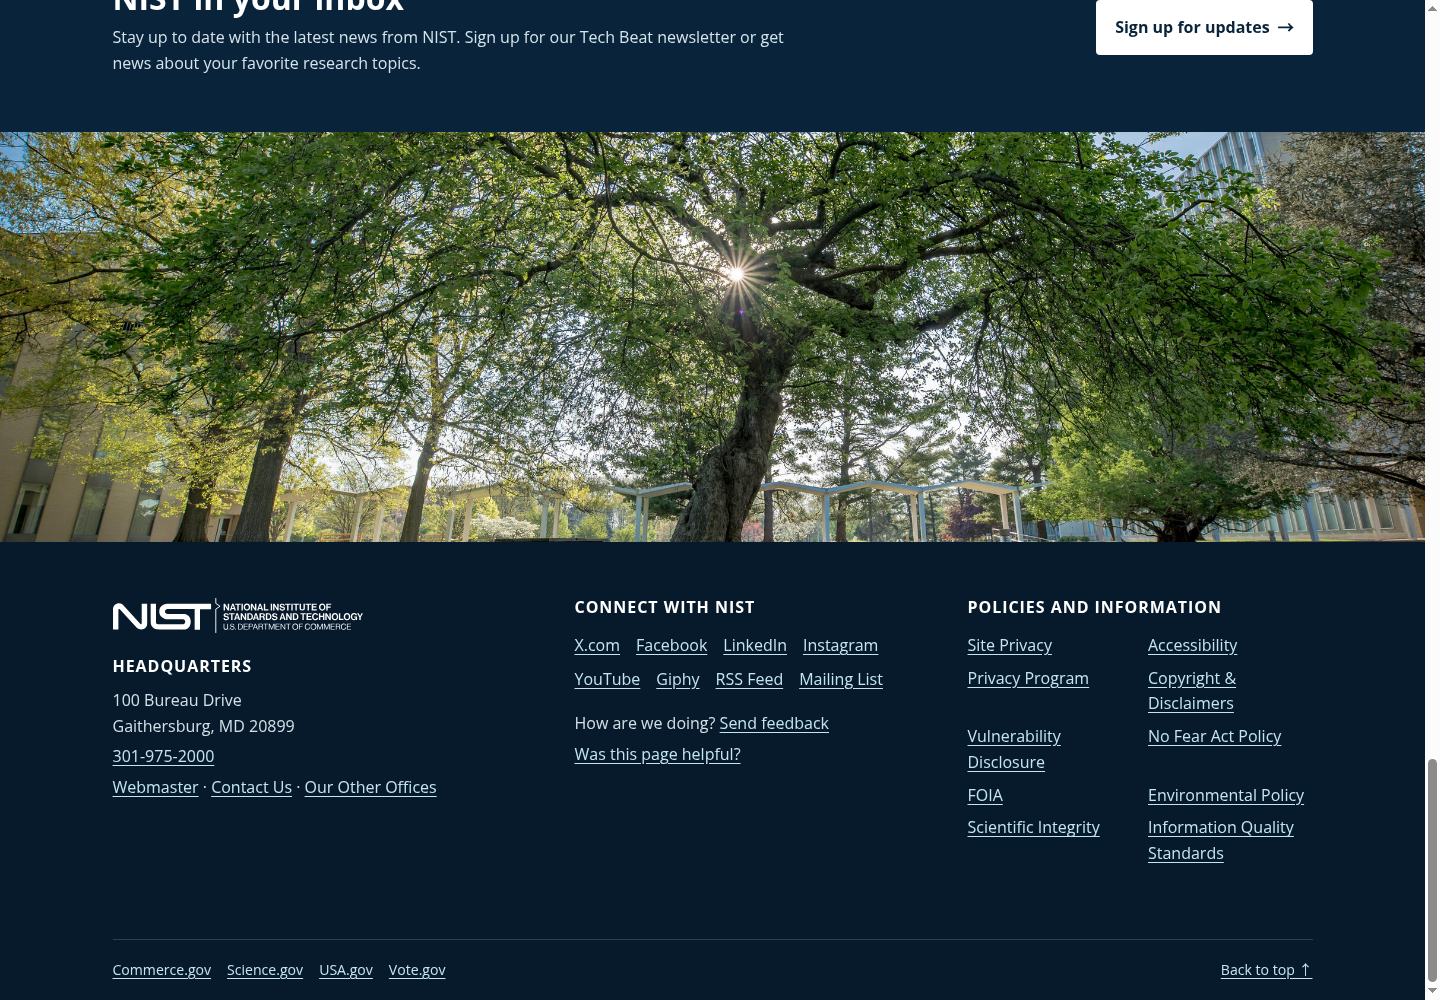 NIST in your inbox
Stay up to date with the latest news from NIST. Sign up for our Tech Beat newsletter or get
news about your favorite research topics.
Sign up for updates →
NIST
NATIONAL INSTITUTE OF
STANDARDS AND TECHNOLOGY
U.S. DEPARTMENT OF COMMERCE
HEADQUARTERS
100 Bureau Drive
Gaithersburg, MD 20899
301-975-2000
Webmaster · Contact Us · Our Other Offices
CONNECT WITH NIST
X.com Facebook LinkedIn Instagram
YouTube Giphy RSS Feed Mailing List
How are we doing? Send feedback
Was this page helpful?
POLICIES AND INFORMATION
Site Privacy Accessibility
Privacy Program Copyright &
Disclaimers
Vulnerability No Fear Act Policy
Disclosure
FOIA Environmental Policy
Scientific Integrity Information Quality
Standards
Commerce.gov Science.gov USA.gov Vote.gov
Back to top ↑